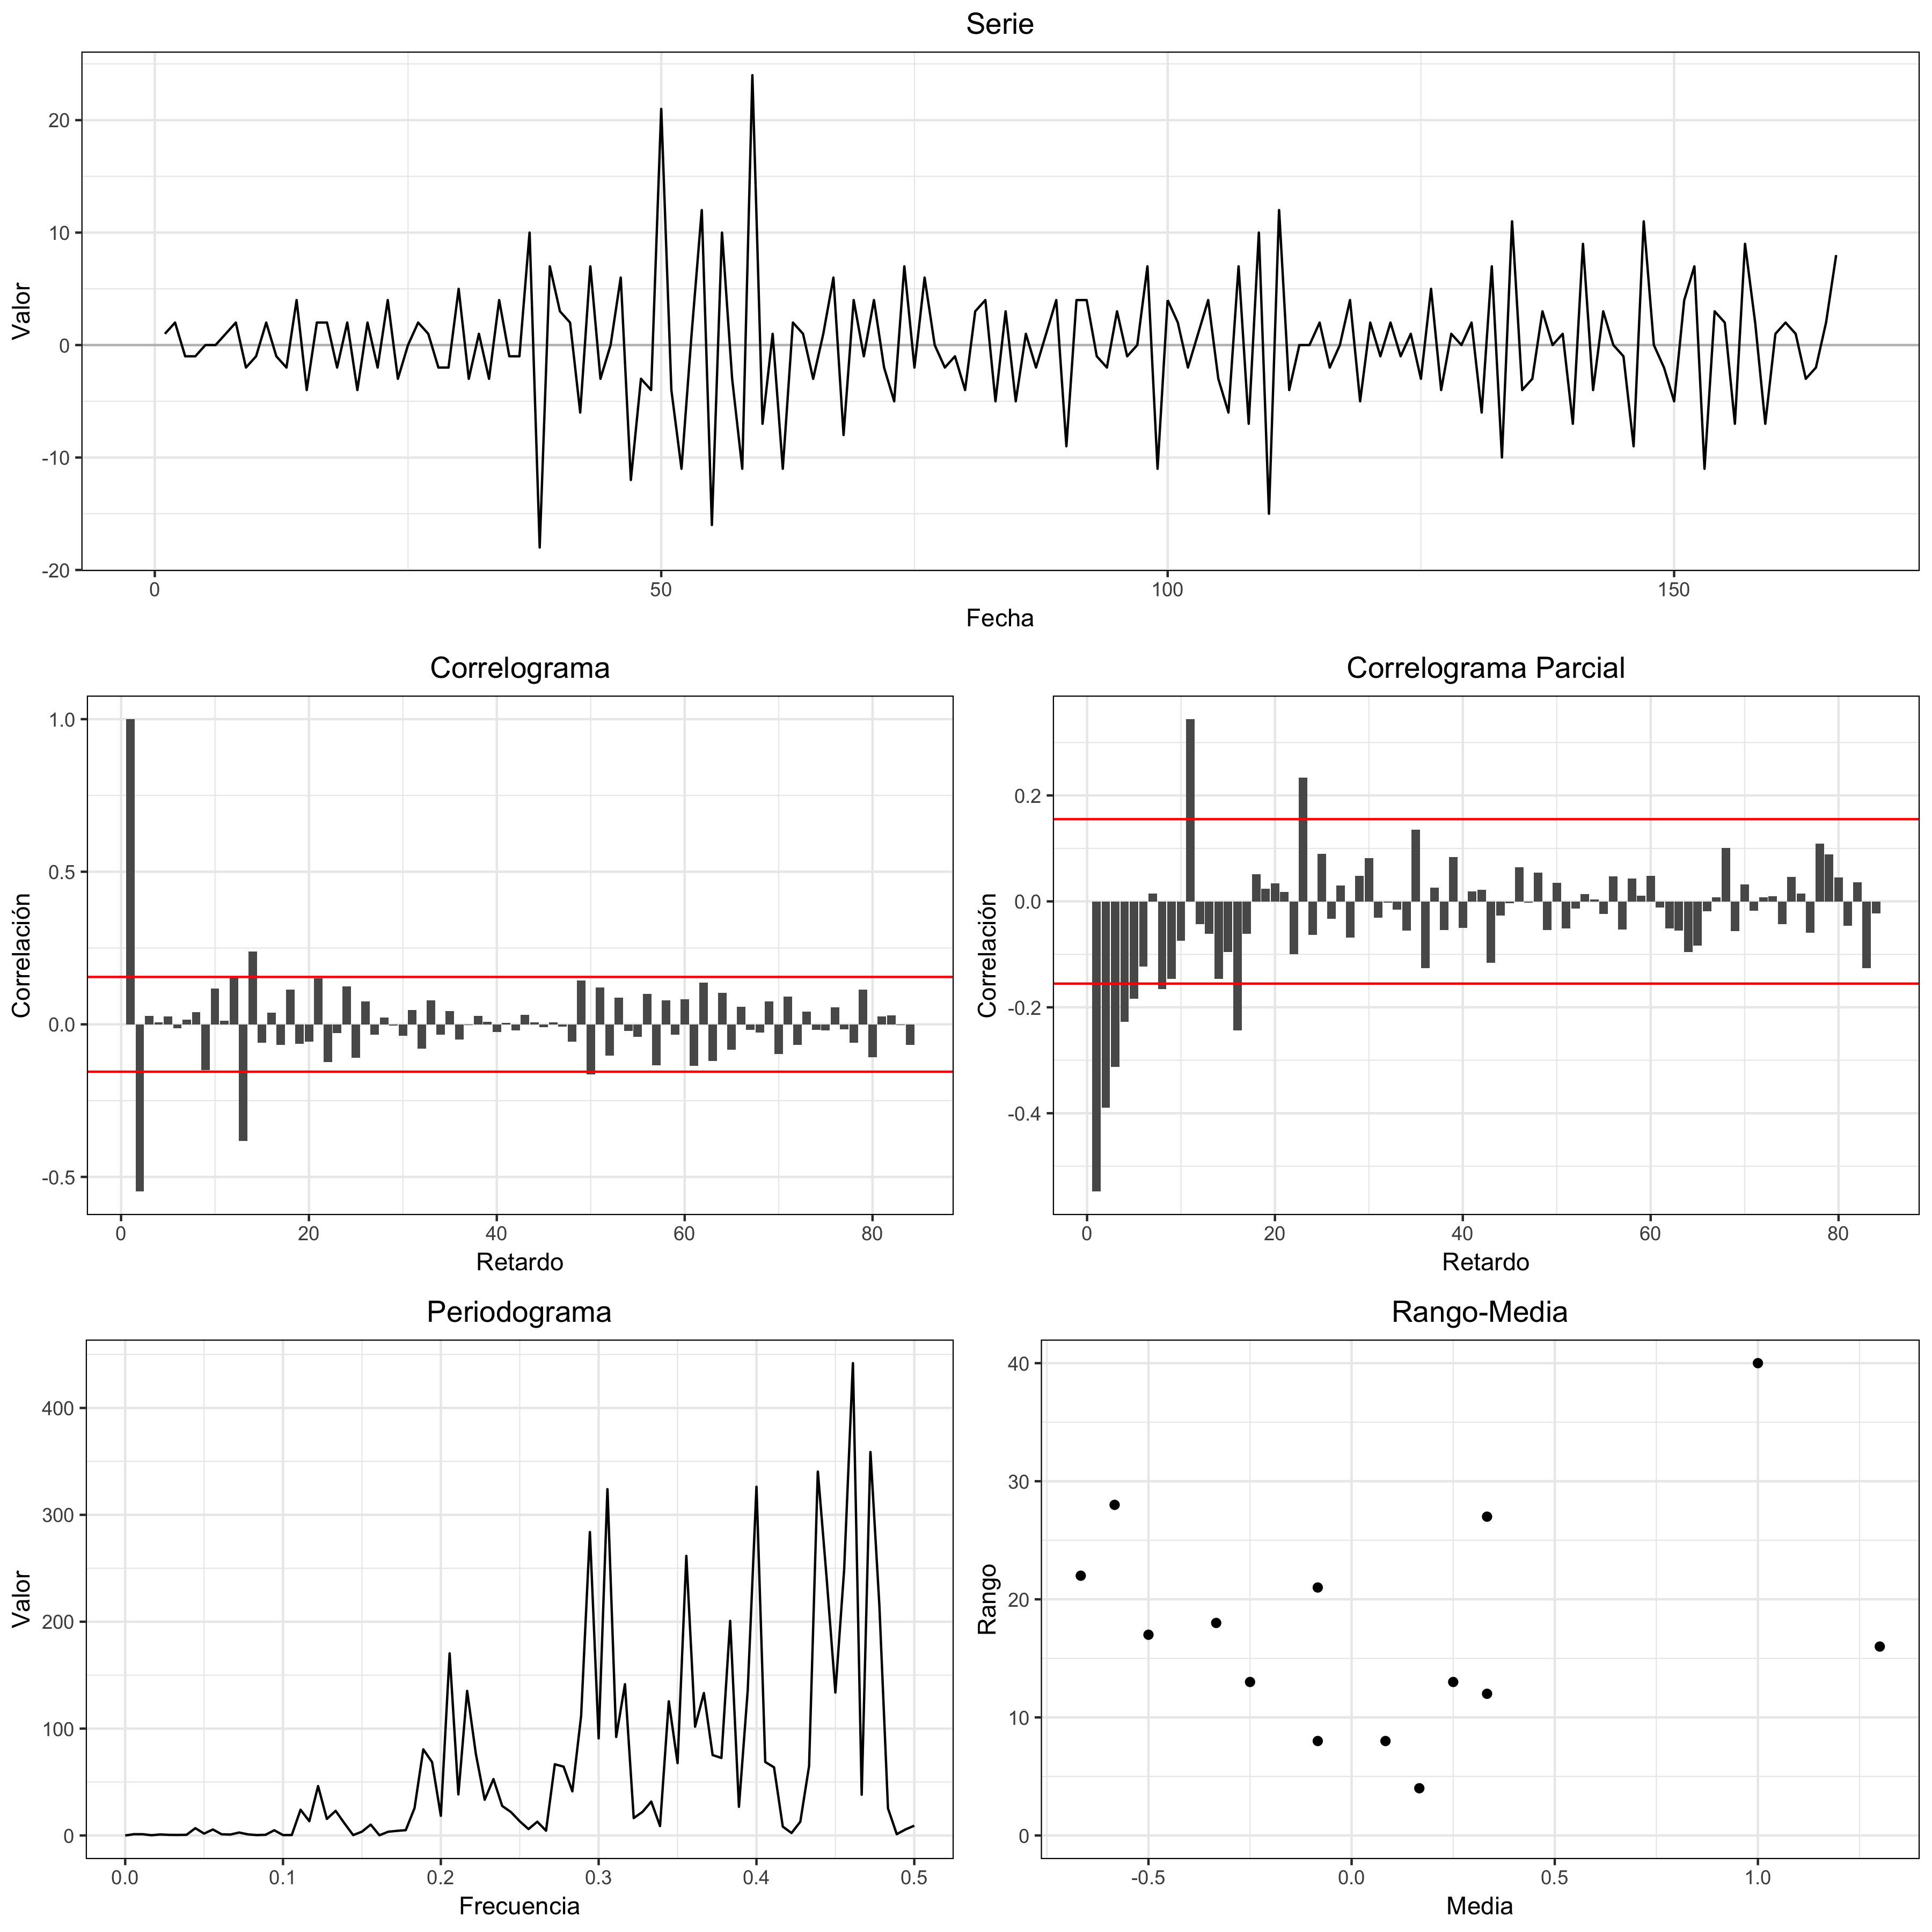 Serie
Valor
20
10
0
-10
-20
0 50 100 150
Fecha
Correlograma
Correlación
1.0
0.5
0.0
-0.5
0 20 40 60 80
Retardo
Correlograma Parcial
Correlación
0.2
0.0
-0.2
-0.4
0 20 40 60 80
Retardo
Periodograma
Valor
400
300
200
100
0
0.0 0.1 0.2 0.3 0.4 0.5
Frecuencia
Rango-Media
Rango
40
30
20
10
0
-0.5 0.0 0.5 1.0
Media